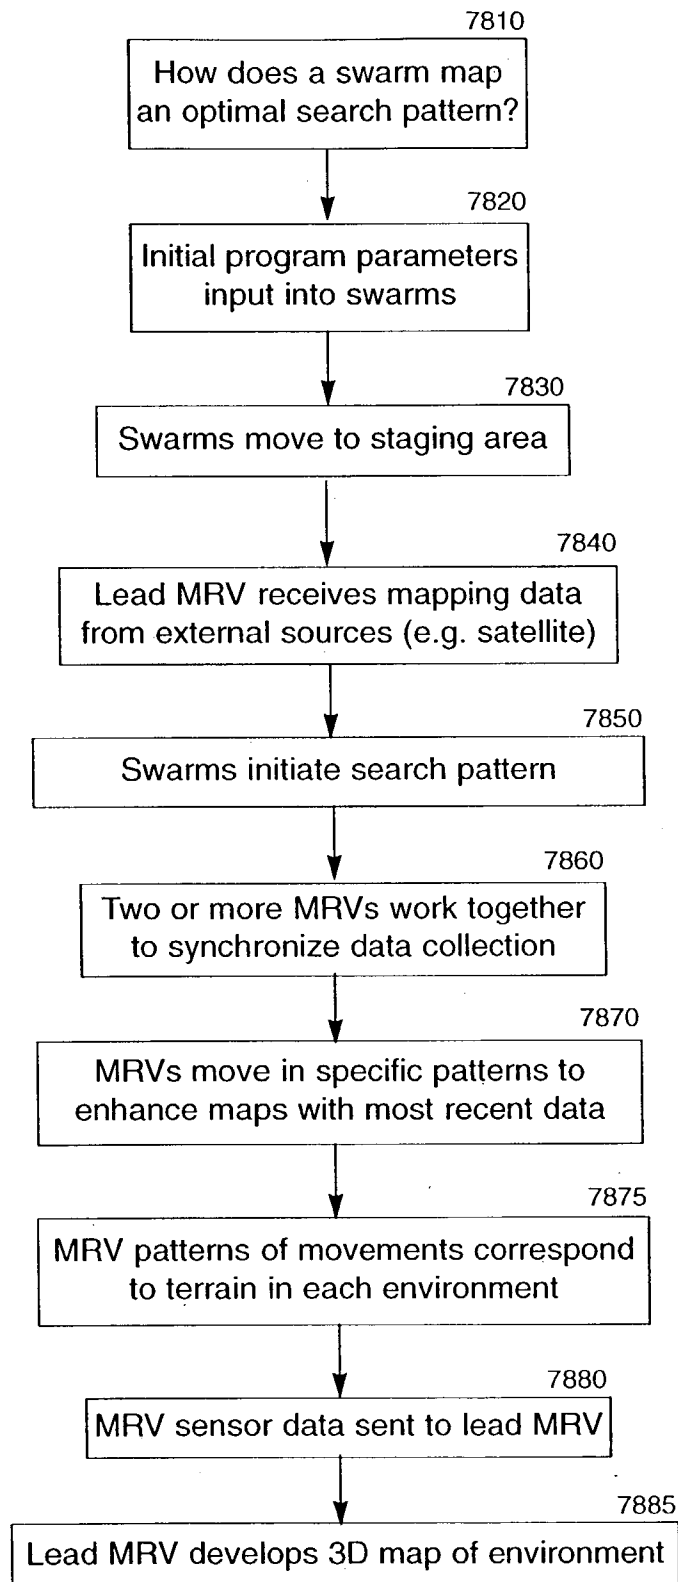 7810
How does a swarm map
an optimal search pattern?
7820
Initial program parameters
input into swarms
7830
Swarms move to staging area
7840
Lead MRV receives mapping data
from external sources (e.g. satellite)
7850
Swarms initiate search pattern
7860
Two or more MRVs work together
to synchronize data collection
7870
MRVs move in specific patterns to
enhance maps with most recent data
7875
MRV patterns of movements correspond
to terrain in each environment
7880
MRV sensor data sent to lead MRV
7885
Lead MRV develops 3D map of environment